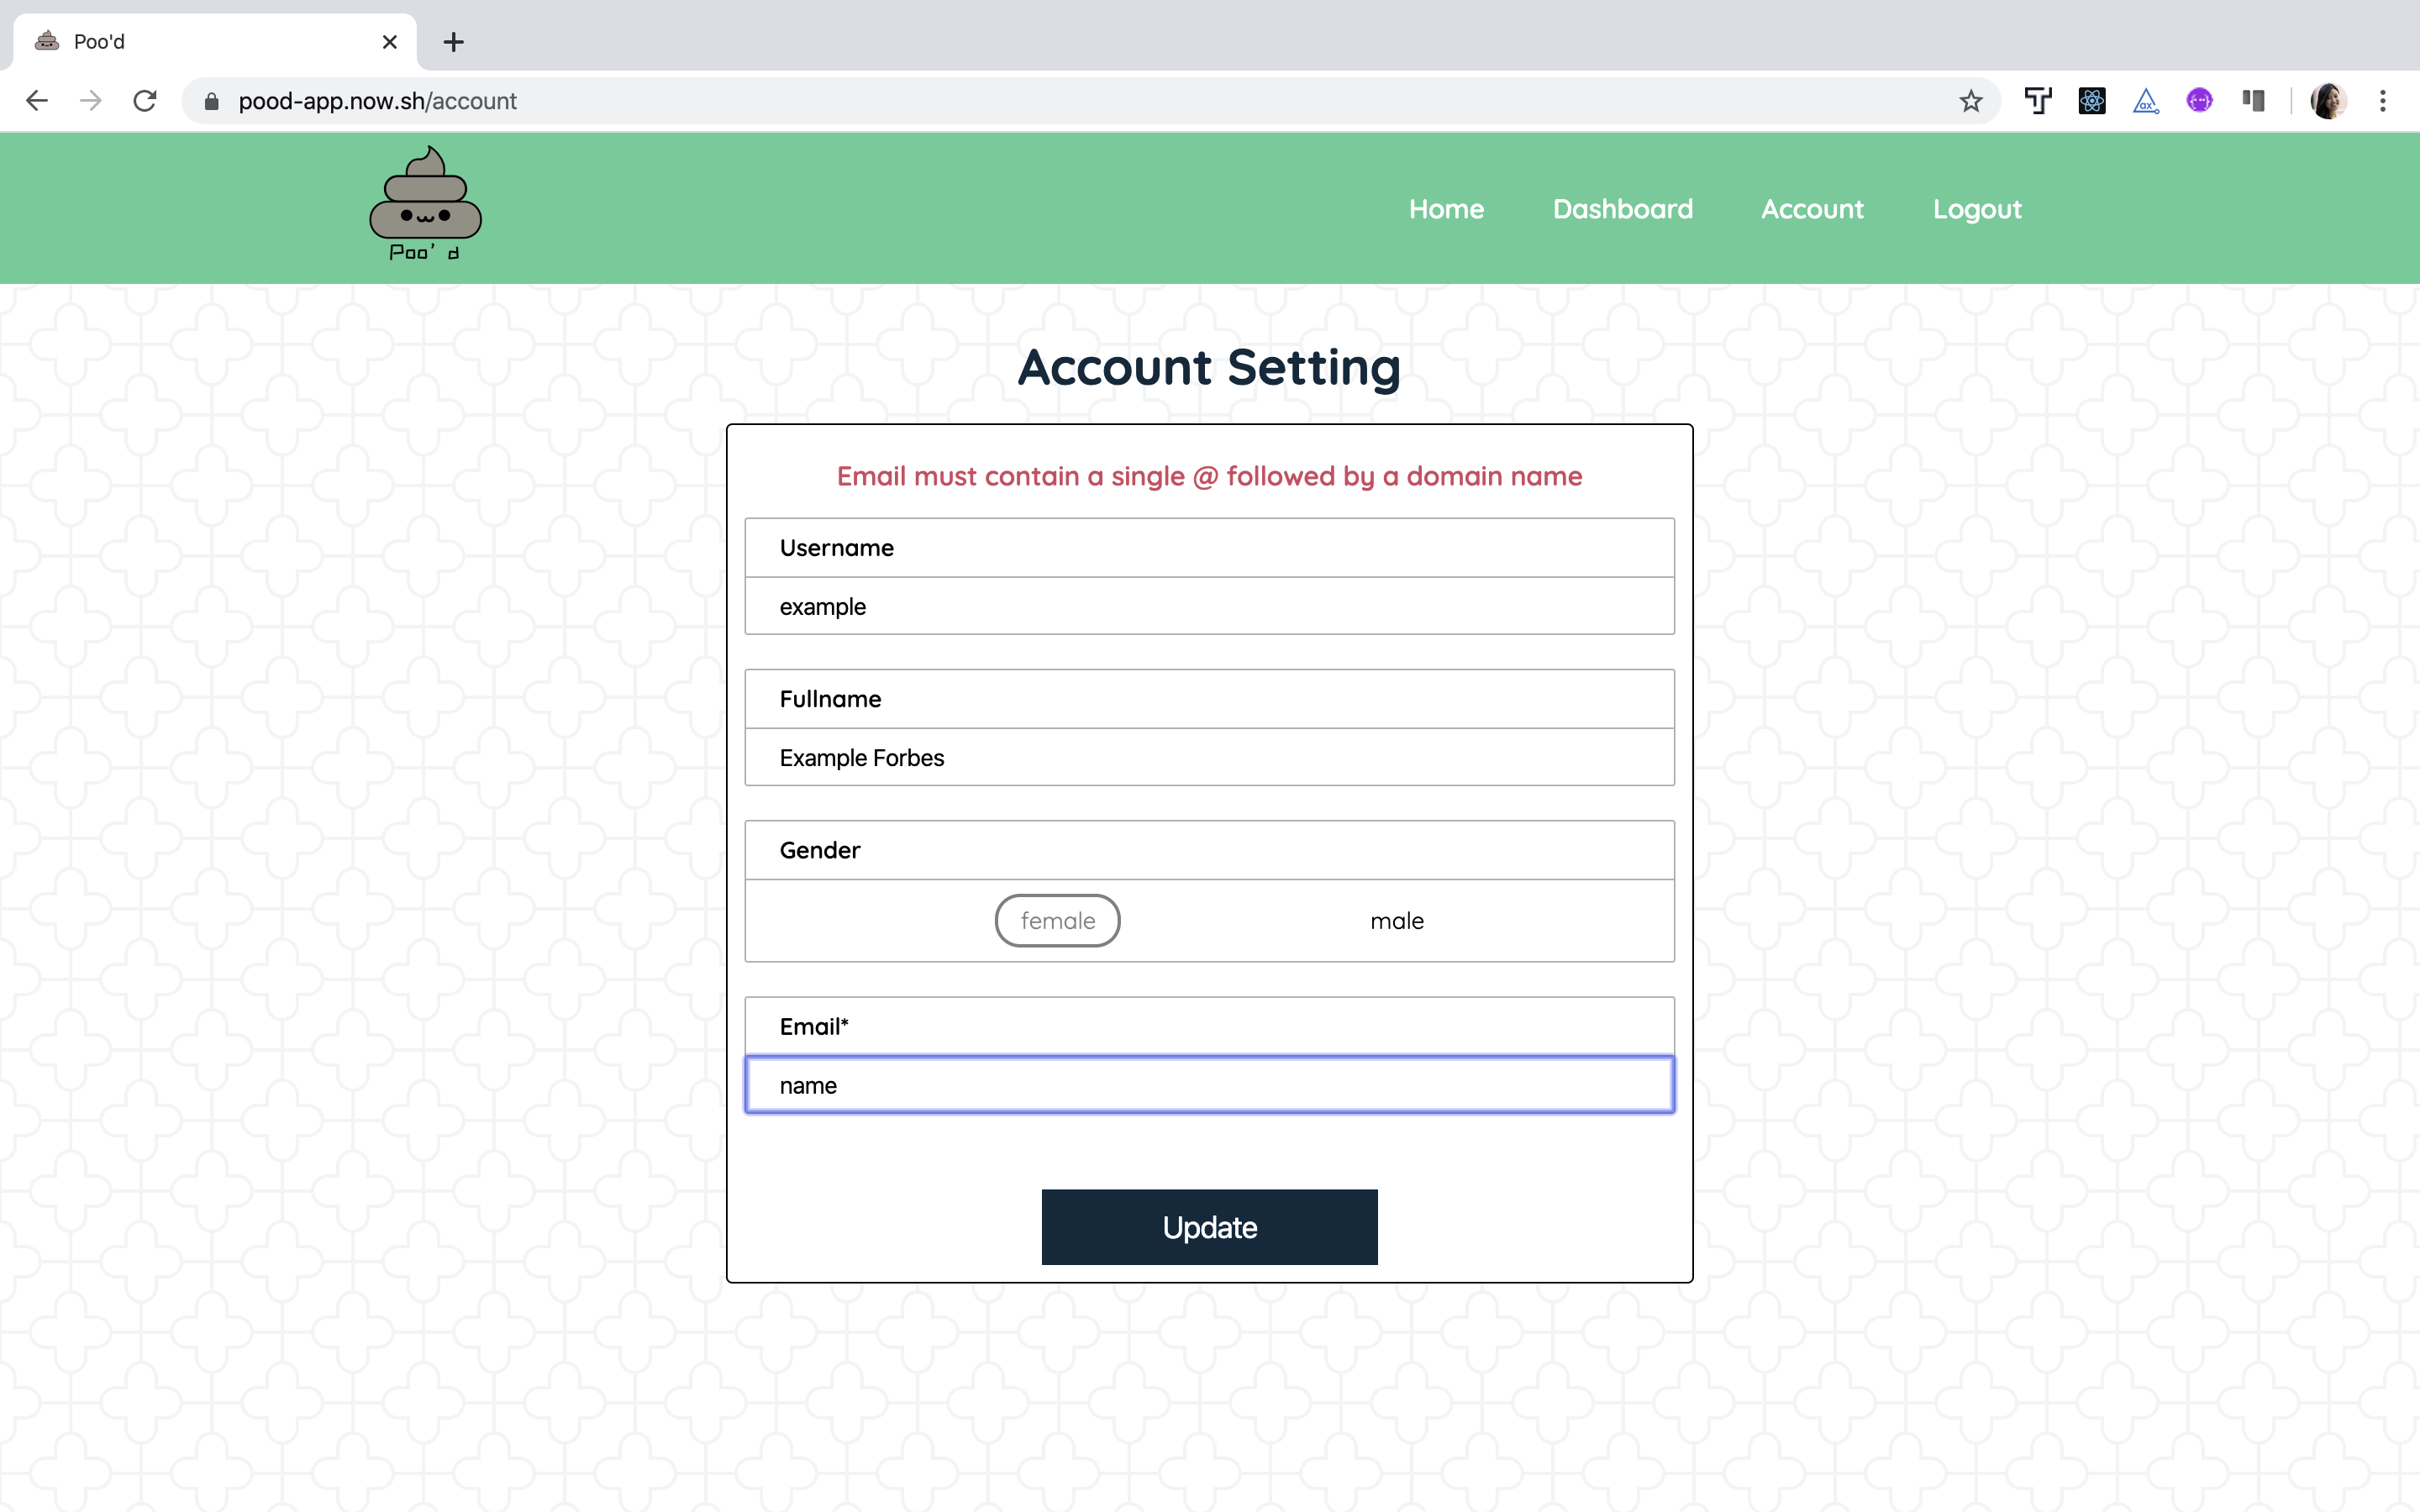 Poo'd
pood-app.now.sh/account
Poo'd
Home Dashboard Account Logout
Account Setting
Email must contain a single @ followed by a domain name
Username
example
Fullname
Example Forbes
Gender
female male
Email*
name
Update